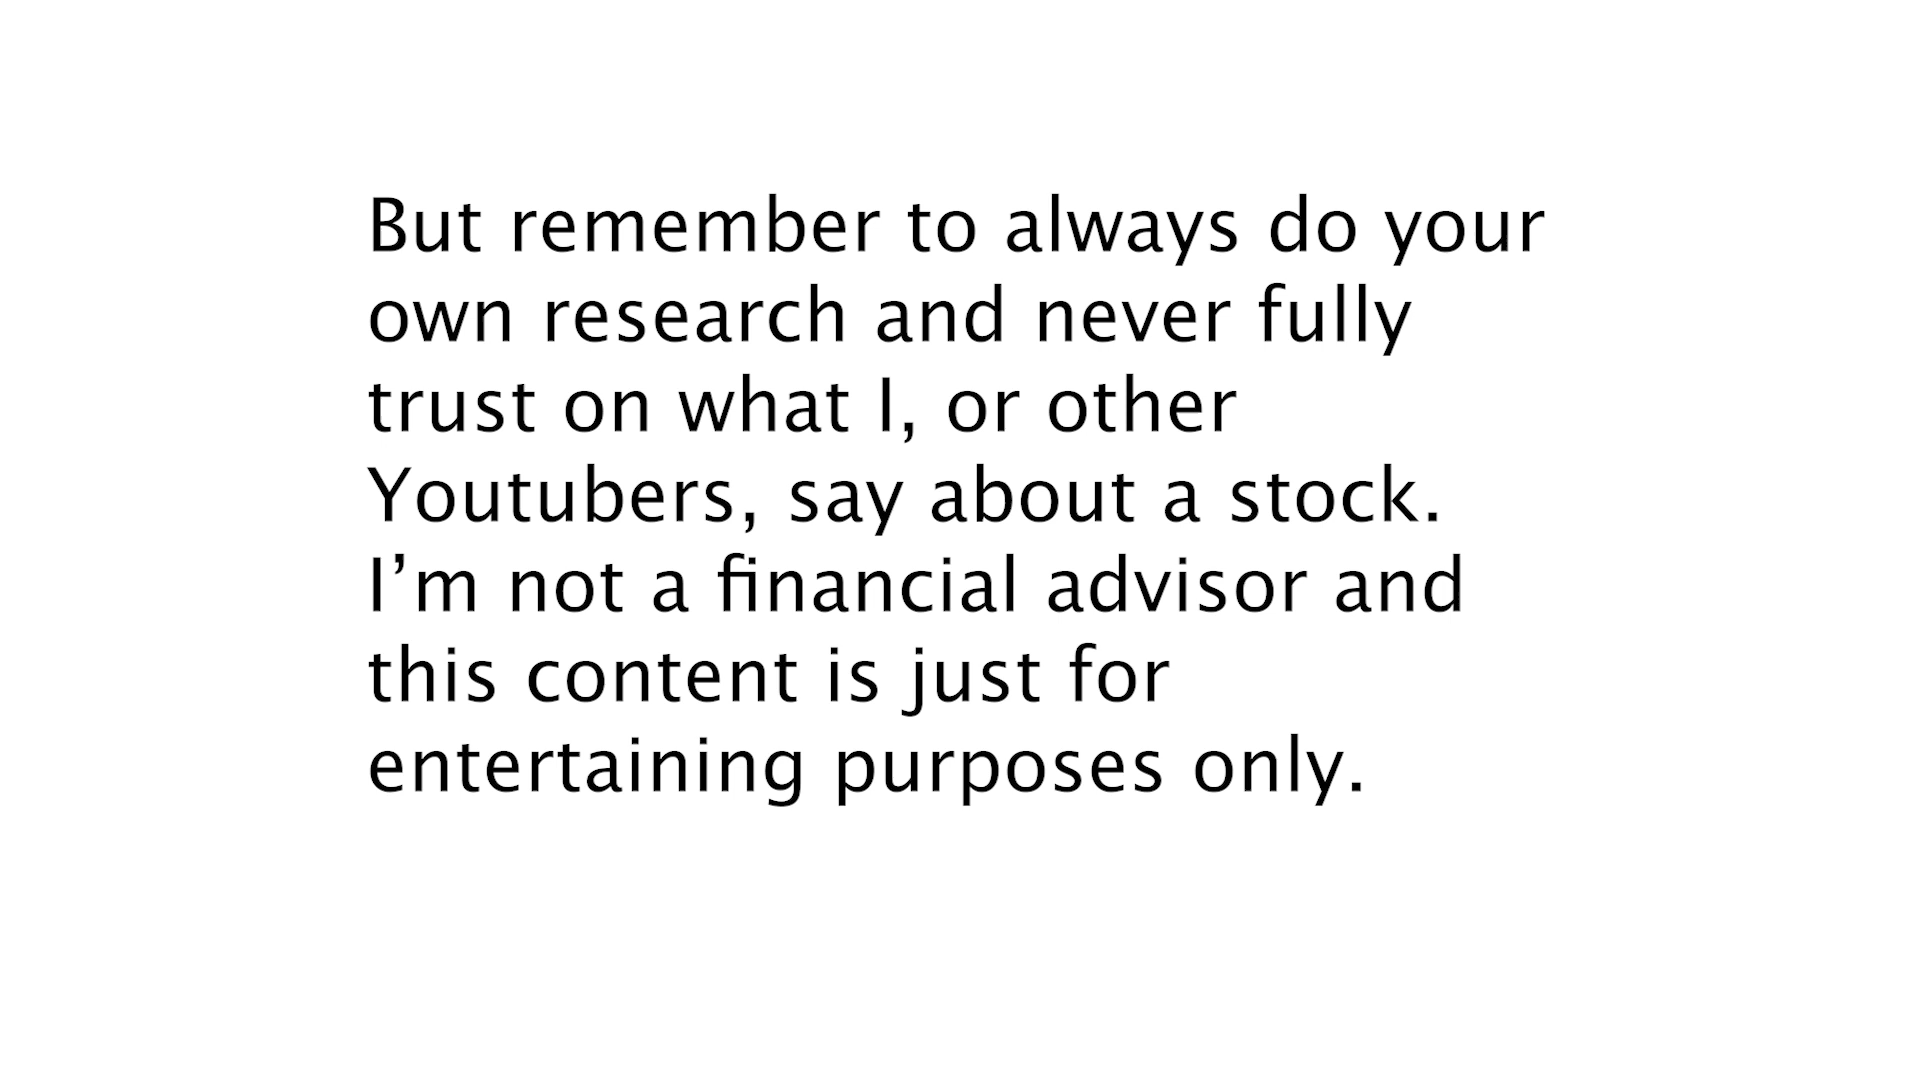 But remember to always do your
own research and never fully
trust on what I, or other
Youtubers, say about a stock.
I’m not a financial advisor and
this content is just for
entertaining purposes only.